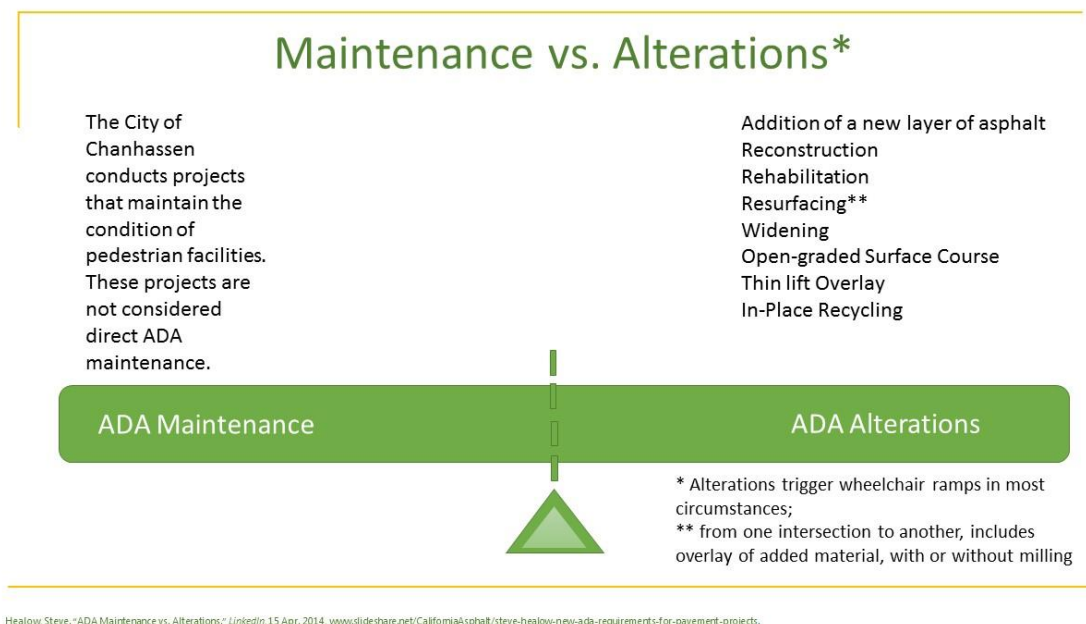 Maintenance vs. Alterations*
The City of
Chanhassen
conducts projects
that maintain the
condition of
pedestrian facilities.
These projects are
not considered
direct ADA
maintenance.
Addition of a new layer of asphalt
Reconstruction
Rehabilitation
Resurfacing**
Widening
Open-graded Surface Course
Thin lift Overlay
In-Place Recycling
ADA Maintenance
ADA Alterations
* Alterations trigger wheelchair ramps in most
circumstances;
** from one intersection to another, includes
overlay of added material, with or without milling
Healow, Steve. "ADA Maintenance vs. Alterations." LinkedIn 15 Apr. 2014, www.slideshare.net/CaliforniaAsphalt/steve-healow-new-ada-requirements-for-pavement-projects.